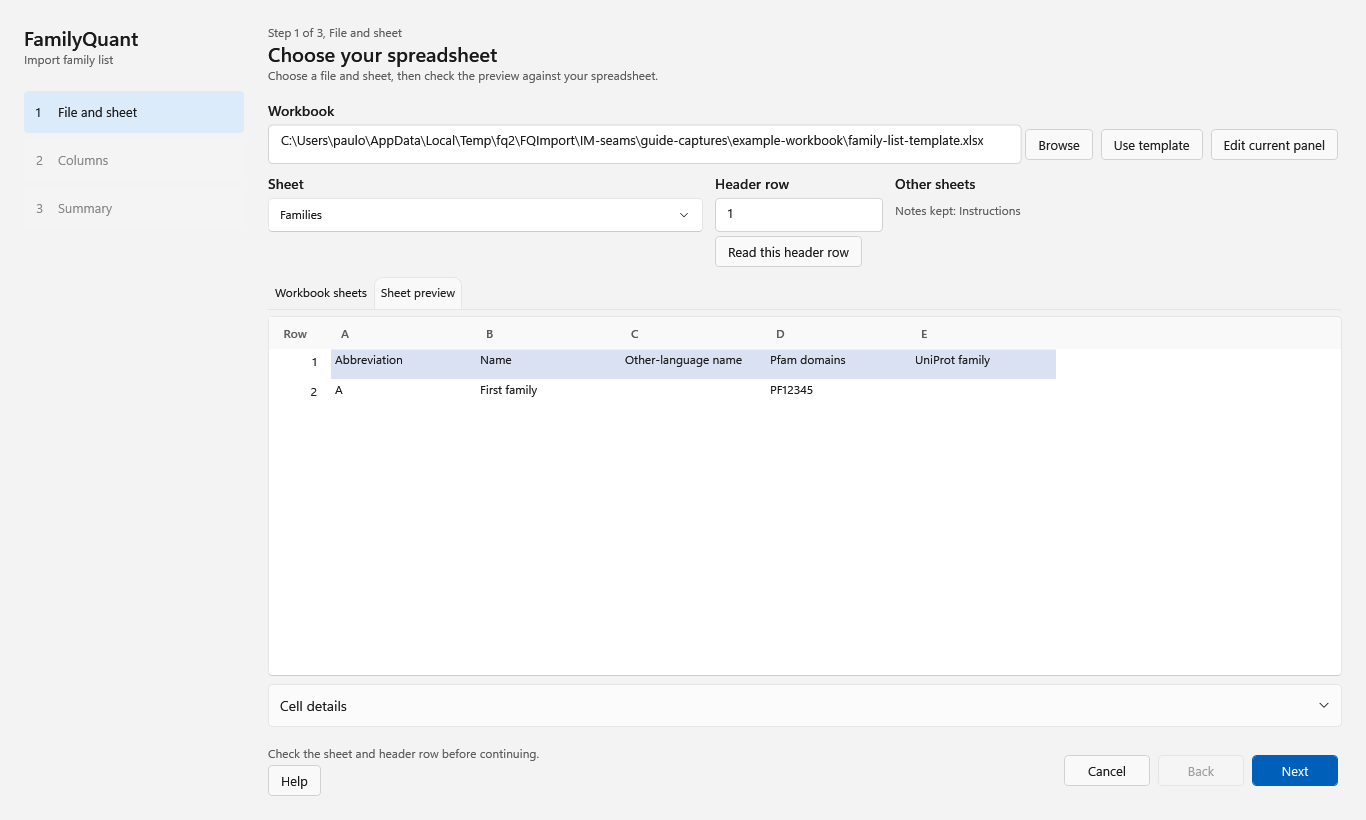 FamilyQuant
Import family list
1 File and sheet
2 Columns
3 Summary
Step 1 of 3, File and sheet
Choose your spreadsheet
Choose a file and sheet, then check the preview against your spreadsheet.
Workbook
C:\Users\paulo\AppData\Local\Temp\fq2\FQImport\IM-seams\guide-captures\example-workbook\family-list-template.xlsx
Browse
Use template
Edit current panel
Sheet
Header row
Other sheets
Families
1
Notes kept: Instructions
Read this header row
Workbook sheets
Sheet preview
Row A B C D E
1 Abbreviation Name Other-language name Pfam domains UniProt family
2 A First family PF12345
Cell details
Check the sheet and header row before continuing.
Help
Cancel
Back
Next